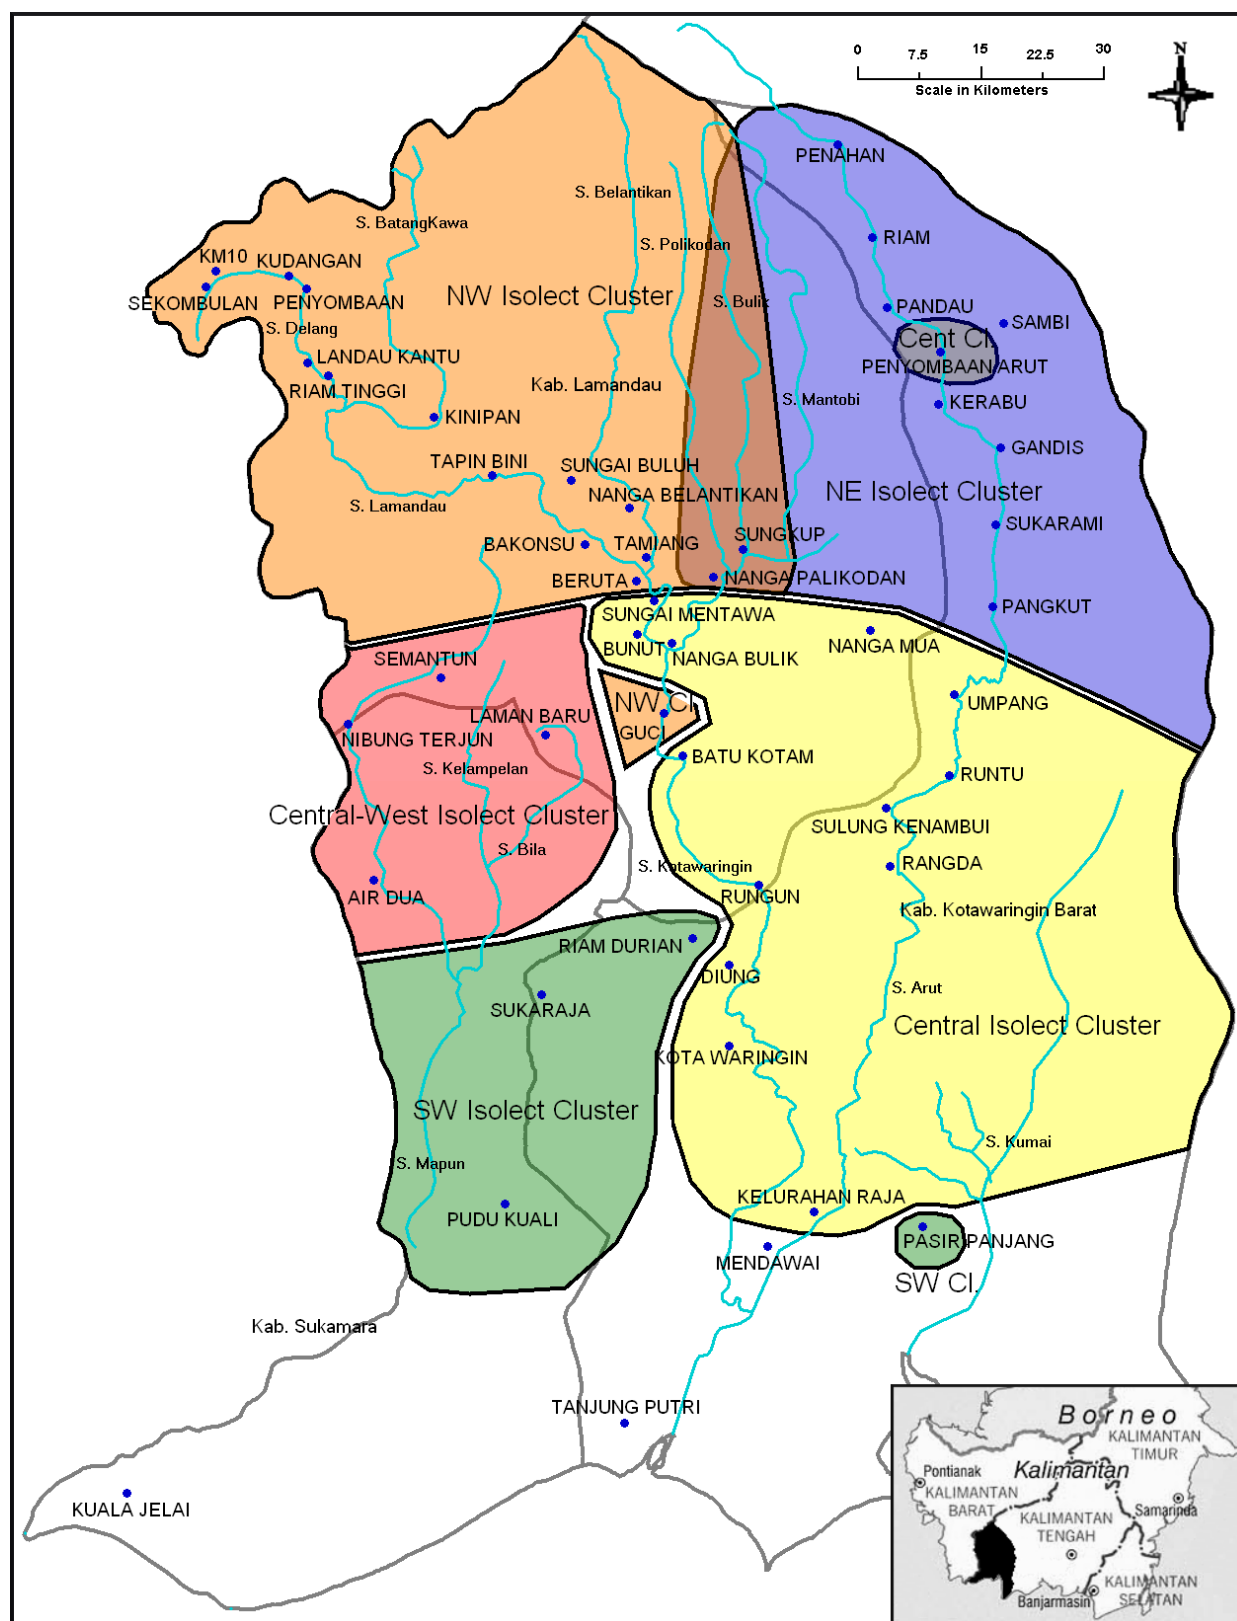 0 7.5 15 22.5 30
Scale in Kilometers
N
PENAHAN
S. Belantikan
S. BatangKawa
RIAM
S. Polikodan
KM10
KUDANGAN
NW Isolect Cluster
SEKOMBULAN
PENYOMBAAN
S. Bulik
PANDAU
SAMBI
S. Delang
Cent Cl.
LANDAU KANTU
PENYOMBAAN ARUT
RIAM TINGGI
Kab. Lamandau
S. Mantobi
KERABU
KINIPAN
GANDIS
TAPIN BINI
SUNGAI BULUH
NANGA BELANTIKAN
NE Isolect Cluster
S. Lamandau
SUKARAMI
BAKONSU
TAMIANG
SUNGKUP
BERUTA
NANGA PALIKODAN
PANGKUT
SUNGAI MENTAWA
BUNUT
NANGA MUA
SEMANTUN
NANGA BULIK
NW Cl.
UMPANG
LAMAN BARU
GUCI
NIBUNG TERJUN
BATU KOTAM
S. Kelampelan
RUNTU
Central-West Isolect Cluster
SULUNG KENAMBUI
S. Bila
S. Kotawaringin
RANGDA
AIR DUA
RUNGUN
Kab. Kotawaringin Barat
RIAM DURIAN
DIUNG
S. Arut
SUKARAJA
Central Isolect Cluster
KOTA WARINGIN
SW Isolect Cluster
S. Kumai
S. Mapun
KELURAHAN RAJA
PUDU KUALI
PASIR PANJANG
MENDAWAI
SW Cl.
Kab. Sukamara
TANJUNG PUTRI
KUALA JELAI
Borneo
KALIMANTAN
TIMUR
Pontianak
Kalimantan
KALIMANTAN
BARAT
Samarinda
KALIMANTAN
TENGAH
KALIMANTAN
SELATAN
Banjarmasin